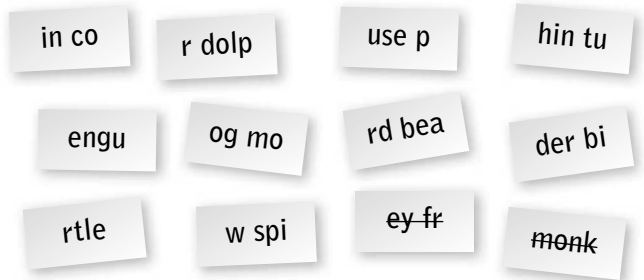 in co
r dolp
use p
hin tu
engu
og mo
rd bea
der bi
rtle
w spi
ey fr
monk